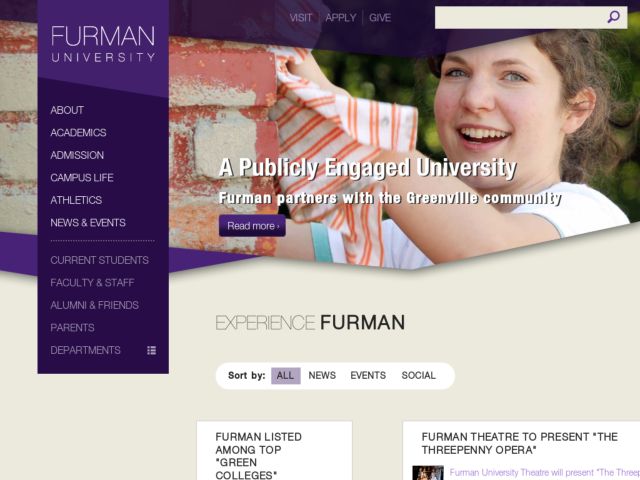 VISIT APPLY GIVE
FURMAN
UNIVERSITY
ABOUT
ACADEMICS
ADMISSION
CAMPUS LIFE
ATHLETICS
NEWS & EVENTS
CURRENT STUDENTS
FACULTY & STAFF
ALUMNI & FRIENDS
PARENTS
DEPARTMENTS
A Publicly Engaged University
Furman partners with the Greenville community
Read more ›
EXPERIENCE FURMAN
Sort by: ALL NEWS EVENTS SOCIAL
FURMAN LISTED
AMONG TOP
"GREEN
COLLEGES"
FURMAN THEATRE TO PRESENT "THE
THREEPENNY OPERA"
Furman University Theatre will present "The